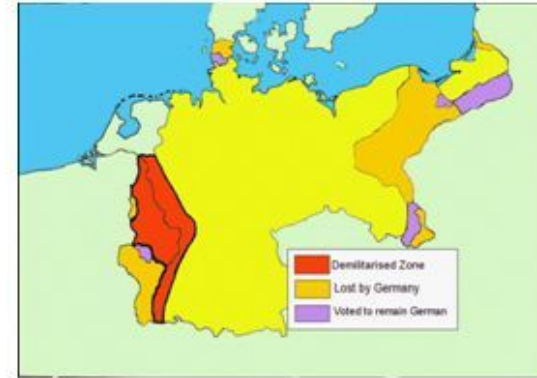 Demilitarised Zone
Lost by Germany
Voted to remain German